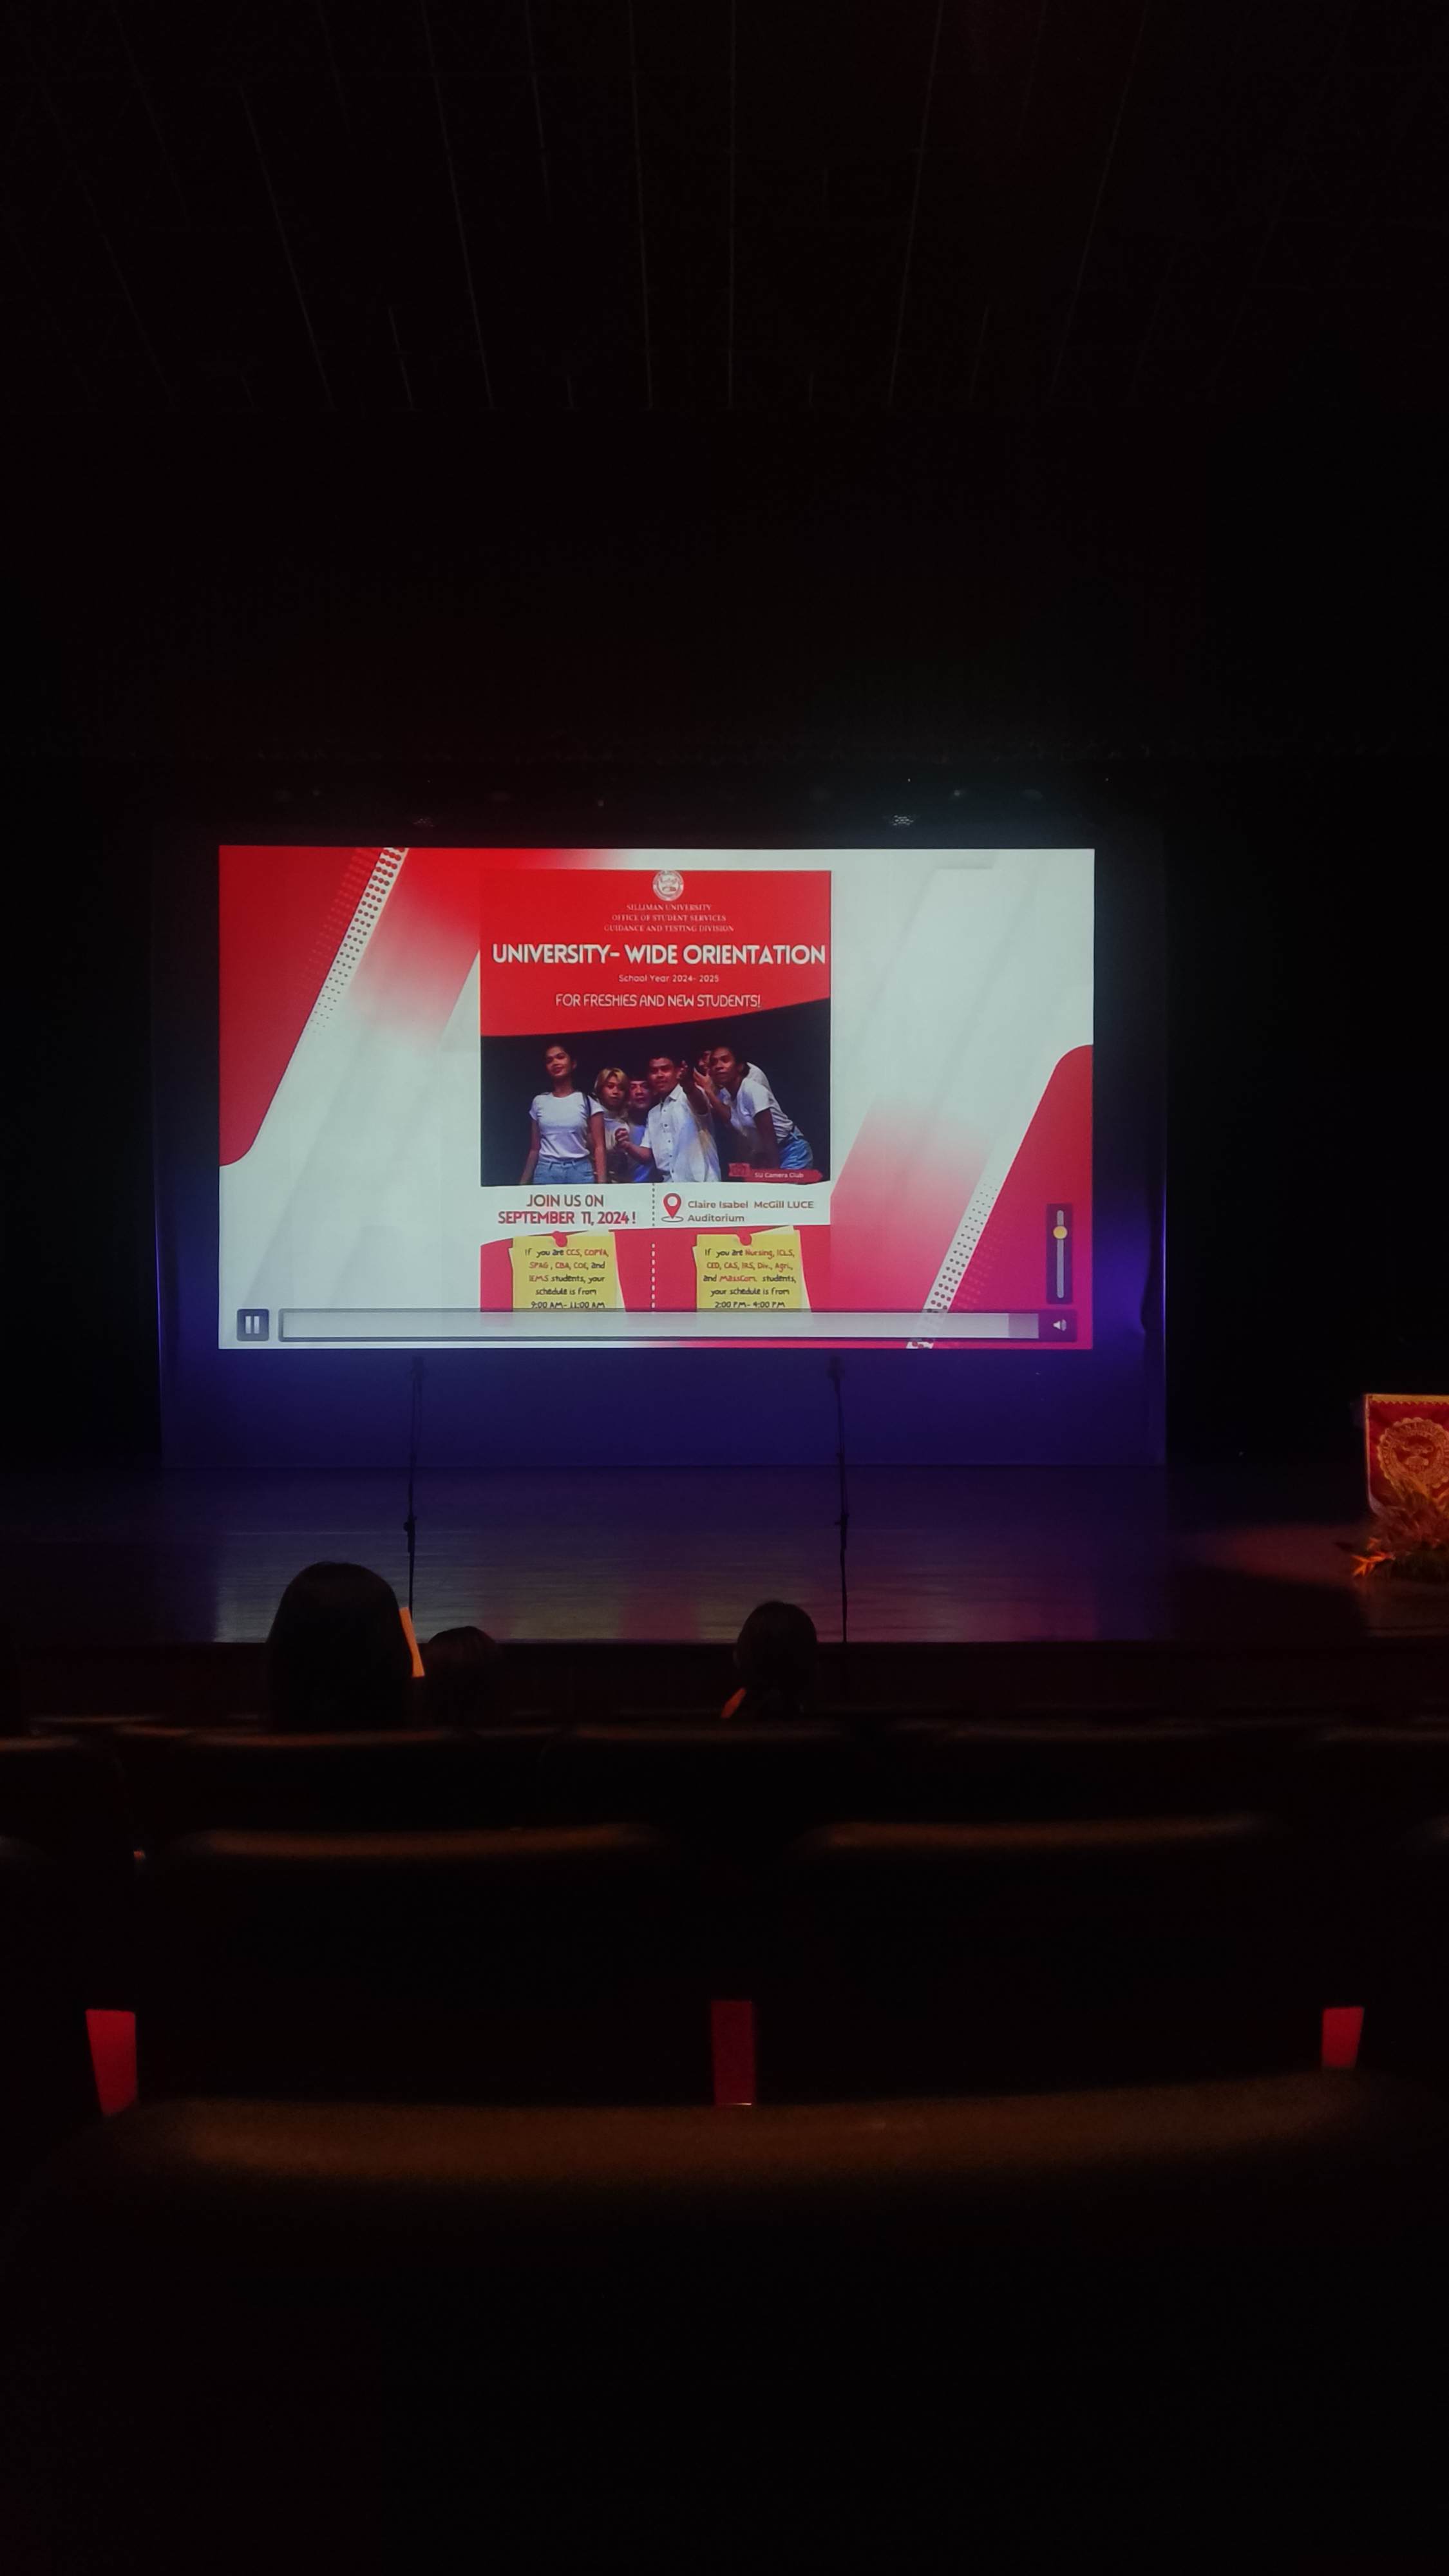 SILLIMAN UNIVERSITY
OFFICE OF STUDENT SERVICES
GUIDANCE AND TESTING DIVISION
UNIVERSITY- WIDE ORIENTATION
School Year 2024- 2025
FOR FRESHIES AND NEW STUDENTS!
SU Camera Club
JOIN US ON
SEPTEMBER 11, 2024!
Claire Isabel McGill LUCE
Auditorium
If you are CCS, COPVA,
SPAG, CBA, COE, and
IEMS students, your
schedule is from
9:00 AM- 11:00 AM
If you are Nursing, ICLS,
CED, CAS, IRS, Div., Agri.,
and MassCom. students,
your schedule is from
2:00 PM- 4:00 PM